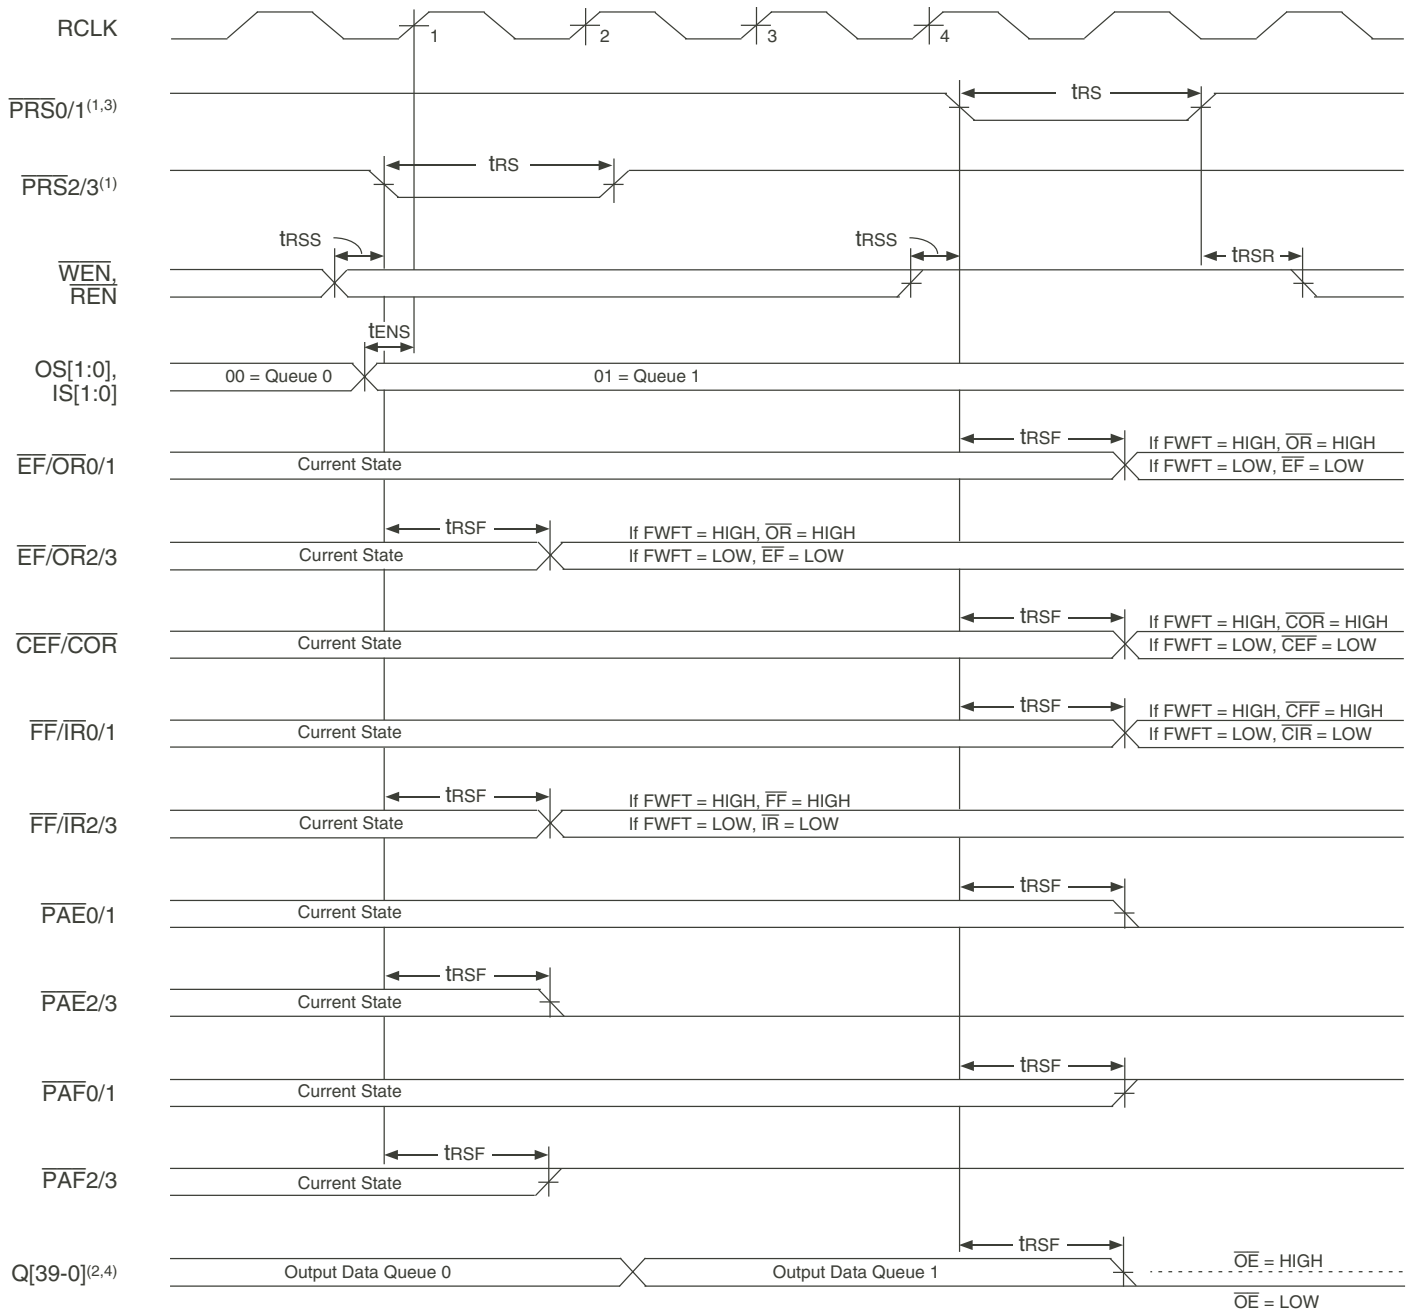 RCLK
1
2
3
4
PRS0/1(1,3)
tRS
PRS2/3(1)
tRS
tRSS
tRSS
WEN,
REN
tRSR
tENS
OS[1:0],
IS[1:0]
00 = Queue 0
01 = Queue 1
EF/OR0/1
Current State
tRSF
If FWFT = HIGH, OR = HIGH
If FWFT = LOW, EF = LOW
EF/OR2/3
Current State
tRSF
If FWFT = HIGH, OR = HIGH
If FWFT = LOW, EF = LOW
CEF/COR
Current State
tRSF
If FWFT = HIGH, COR = HIGH
If FWFT = LOW, CEF = LOW
FF/IR0/1
Current State
tRSF
If FWFT = HIGH, CFF = HIGH
If FWFT = LOW, CIR = LOW
FF/IR2/3
Current State
tRSF
If FWFT = HIGH, FF = HIGH
If FWFT = LOW, IR = LOW
PAE0/1
Current State
tRSF
PAE2/3
Current State
tRSF
PAF0/1
Current State
tRSF
PAF2/3
Current State
tRSF
Q[39-0](2,4)
Output Data Queue 0
Output Data Queue 1
tRSF
OE = HIGH
OE = LOW